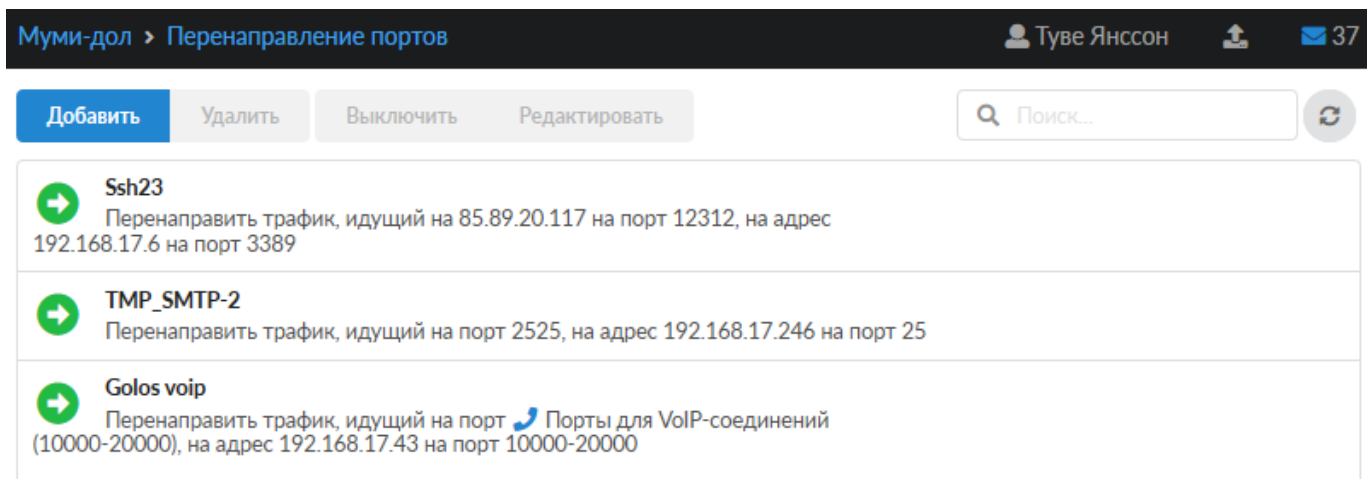 Муми-дол › Перенаправление портов Туве Янссон 37
Добавить Удалить Выключить Редактировать Поиск...
Ssh23
Перенаправить трафик, идущий на 85.89.20.117 на порт 12312, на адрес
192.168.17.6 на порт 3389
TMP_SMTP-2
Перенаправить трафик, идущий на порт 2525, на адрес 192.168.17.246 на порт 25
Golos voip
Перенаправить трафик, идущий на порт Порты для VoIP-соединений
(10000-20000), на адрес 192.168.17.43 на порт 10000-20000